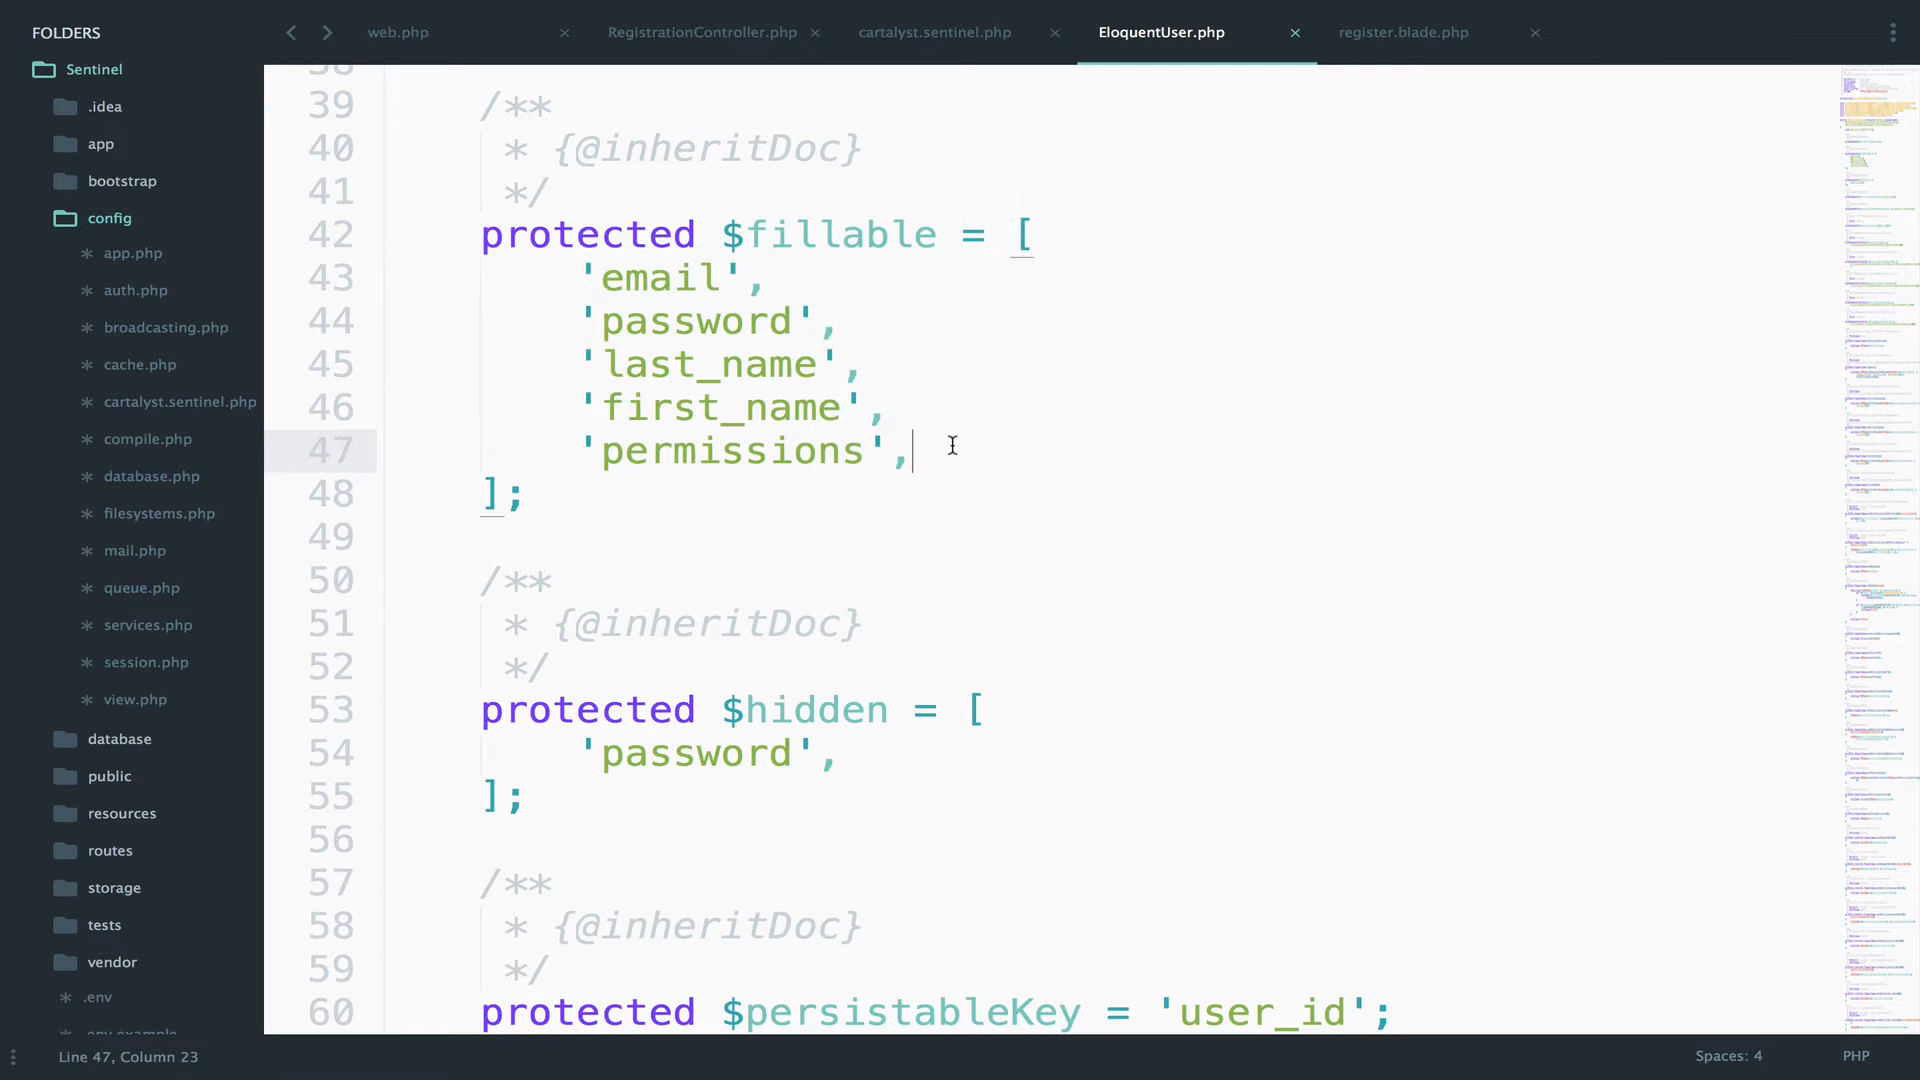 FOLDERS
Sentinel
.idea
app
bootstrap
config
* app.php
* auth.php
* broadcasting.php
* cache.php
* cartalyst.sentinel.php
* compile.php
* database.php
* filesystems.php
* mail.php
* queue.php
* services.php
* session.php
* view.php
database
public
resources
routes
storage
tests
vendor
* .env
web.php ×
RegistrationController.php ×
cartalyst.sentinel.php ×
EloquentUser.php ×
register.blade.php ×
39 /**
40 * {@inheritDoc}
41 */
42 protected $fillable = [
43 'email',
44 'password',
45 'last_name',
46 'first_name',
47 'permissions',
48 ];
49
50 /**
51 * {@inheritDoc}
52 */
53 protected $hidden = [
54 'password',
55 ];
56
57 /**
58 * {@inheritDoc}
59 */
60 protected $persistableKey = 'user_id';
Line 47, Column 23
Spaces: 4
PHP